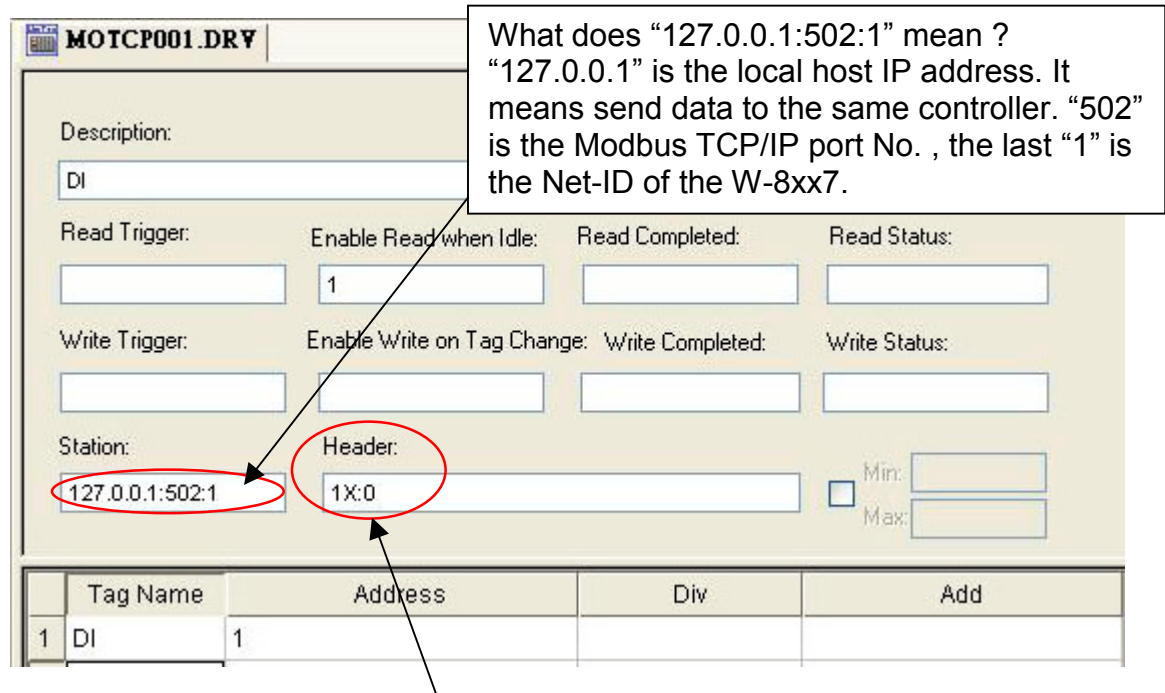 MOTCP001.DRV
What does “127.0.0.1:502:1” mean ?
“127.0.0.1” is the local host IP address. It
means send data to the same controller. “502”
is the Modbus TCP/IP port No. , the last “1” is
the Net-ID of the W-8xx7.
Description:
DI
Read Trigger: Enable Read when Idle: Read Completed: Read Status:
1
Write Trigger: Enable Write on Tag Change: Write Completed: Write Status:
Station: Header:
127.0.0.1:502:1 1X:0 Min:
Max:
Tag Name Address Div Add
1 DI 1